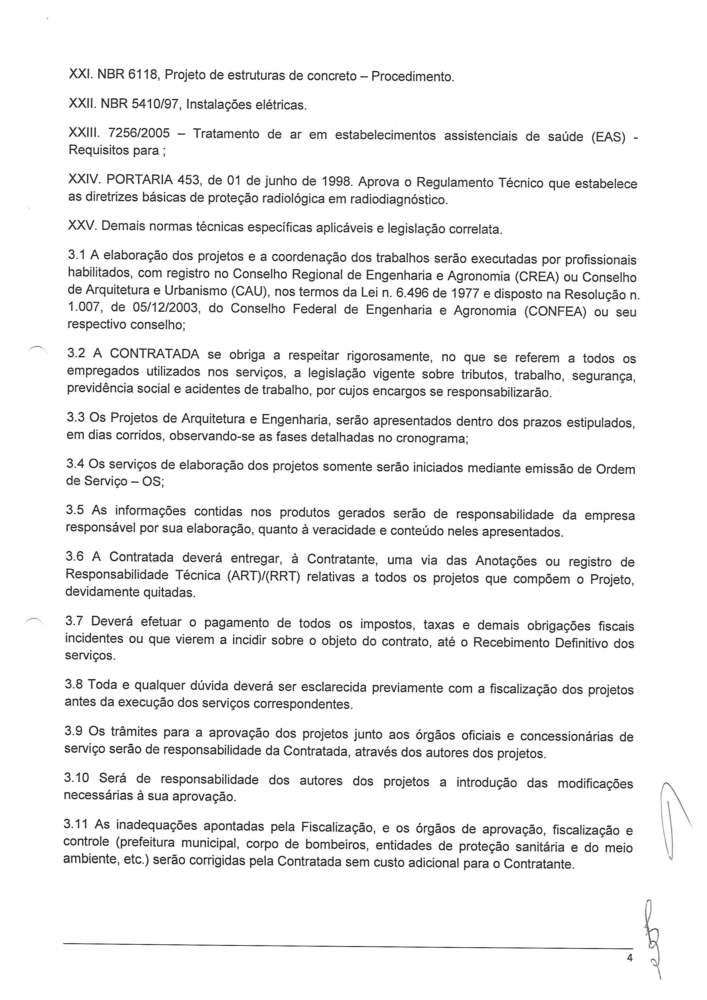 XXI. NBR 6118, Projeto de estruturas de concreto – Procedimento.
XXII. NBR 5410/97, Instalações elétricas.
XXIII. 7256/2005 – Tratamento de ar em estabelecimentos assistenciais de saúde (EAS) -
Requisitos para ;
XXIV. PORTARIA 453, de 01 de junho de 1998. Aprova o Regulamento Técnico que estabelece
as diretrizes básicas de proteção radiológica em radiodiagnóstico.
XXV. Demais normas técnicas específicas aplicáveis e legislação correlata.
3.1 A elaboração dos projetos e a coordenação dos trabalhos serão executadas por profissionais
habilitados, com registro no Conselho Regional de Engenharia e Agronomia (CREA) ou Conselho
de Arquitetura e Urbanismo (CAU), nos termos da Lei n. 6.496 de 1977 e disposto na Resolução n.
1.007, de 05/12/2003, do Conselho Federal de Engenharia e Agronomia (CONFEA) ou seu
respectivo conselho;
3.2 A CONTRATADA se obriga a respeitar rigorosamente, no que se referem a todos os
empregados utilizados nos serviços, a legislação vigente sobre tributos, trabalho, segurança,
previdência social e acidentes de trabalho, por cujos encargos se responsabilizarão.
3.3 Os Projetos de Arquitetura e Engenharia, serão apresentados dentro dos prazos estipulados,
em dias corridos, observando-se as fases detalhadas no cronograma;
3.4 Os serviços de elaboração dos projetos somente serão iniciados mediante emissão de Ordem
de Serviço – OS;
3.5 As informações contidas nos produtos gerados serão de responsabilidade da empresa
responsável por sua elaboração, quanto à veracidade e conteúdo neles apresentados.
3.6 A Contratada deverá entregar, à Contratante, uma via das Anotações ou registro de
Responsabilidade Técnica (ART)/(RRT) relativas a todos os projetos que compõem o Projeto,
devidamente quitadas.
3.7 Deverá efetuar o pagamento de todos os impostos, taxas e demais obrigações fiscais
incidentes ou que vierem a incidir sobre o objeto do contrato, até o Recebimento Definitivo dos
serviços.
3.8 Toda e qualquer dúvida deverá ser esclarecida previamente com a fiscalização dos projetos
antes da execução dos serviços correspondentes.
3.9 Os trâmites para a aprovação dos projetos junto aos órgãos oficiais e concessionárias de
serviço serão de responsabilidade da Contratada, através dos autores dos projetos.
3.10 Será de responsabilidade dos autores dos projetos a introdução das modificações
necessárias à sua aprovação.
3.11 As inadequações apontadas pela Fiscalização, e os órgãos de aprovação, fiscalização e
controle (prefeitura municipal, corpo de bombeiros, entidades de proteção sanitária e do meio
ambiente, etc.) serão corrigidas pela Contratada sem custo adicional para o Contratante.
4